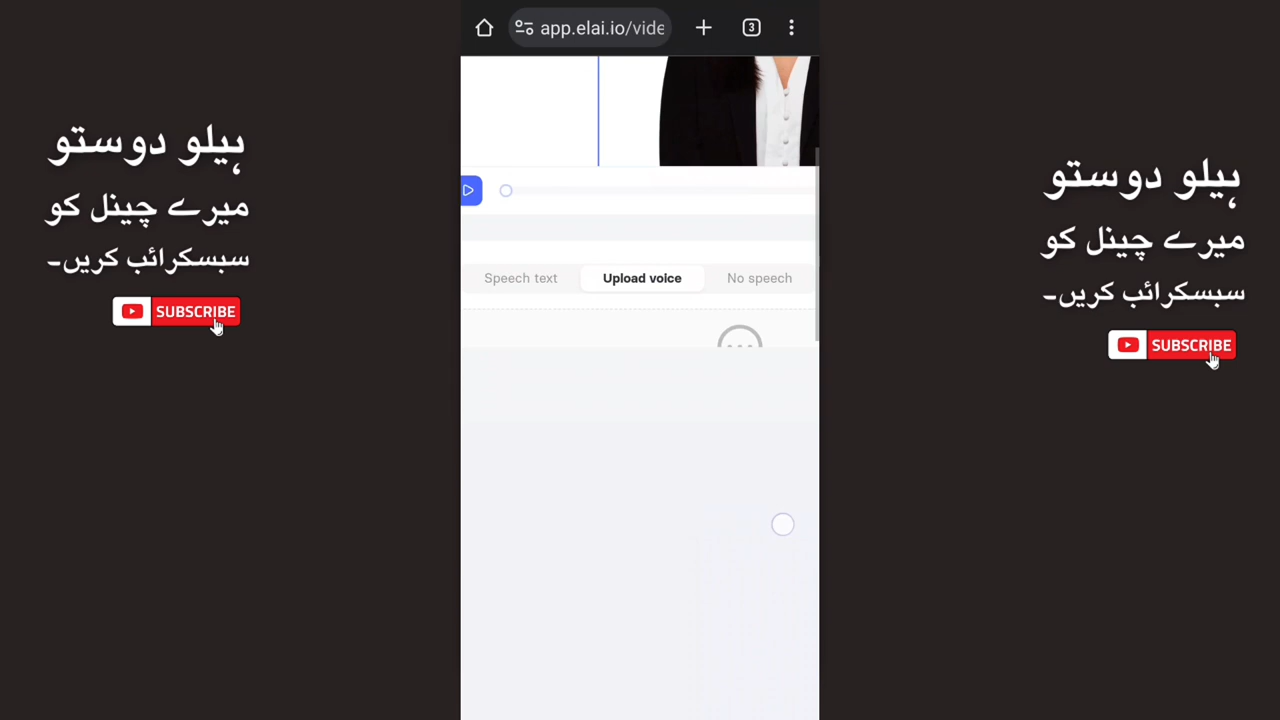 app.elai.io/vide
3
ہیلو دوستو
میرے چینل کو
سبسکرائب کریں۔
SUBSCRIBE
Speech text
Upload voice
No speech
ہیلو دوستو
میرے چینل کو
سبسکرائب کریں۔
SUBSCRIBE